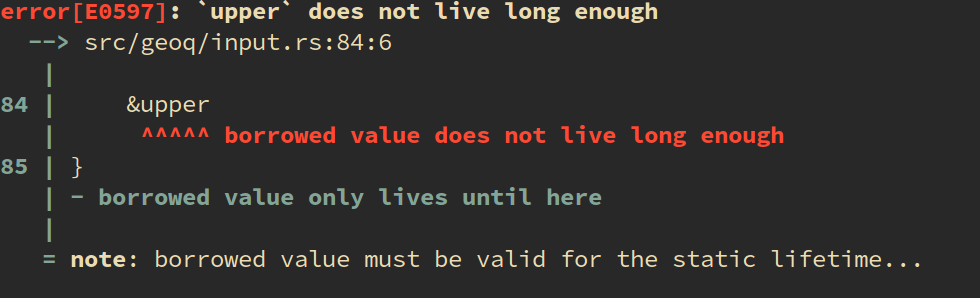 error[E0597]: `upper` does not live long enough
  --> src/geoq/input.rs:84:6
   |
84 |     &upper
   |      ^^^^^ borrowed value does not live long enough
85 | }
   | - borrowed value only lives until here
   |
   = note: borrowed value must be valid for the static lifetime...